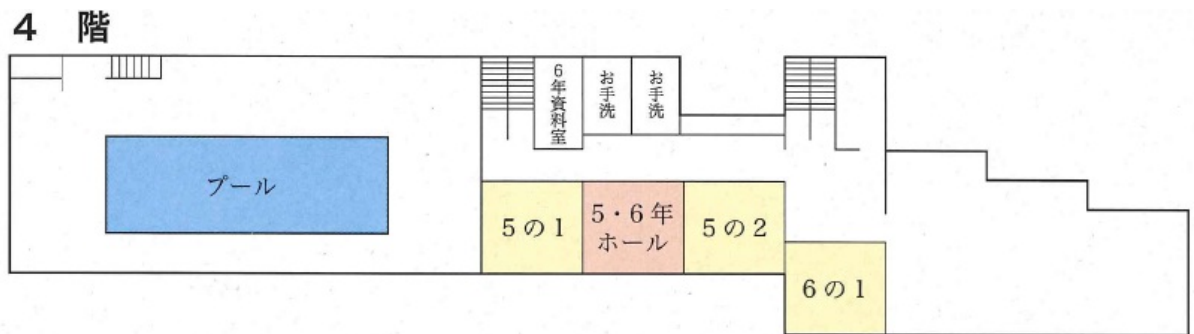 4 階
6年資料室
お手洗
お手洗
プール
5の1
5・6年
ホール
5の2
6の1